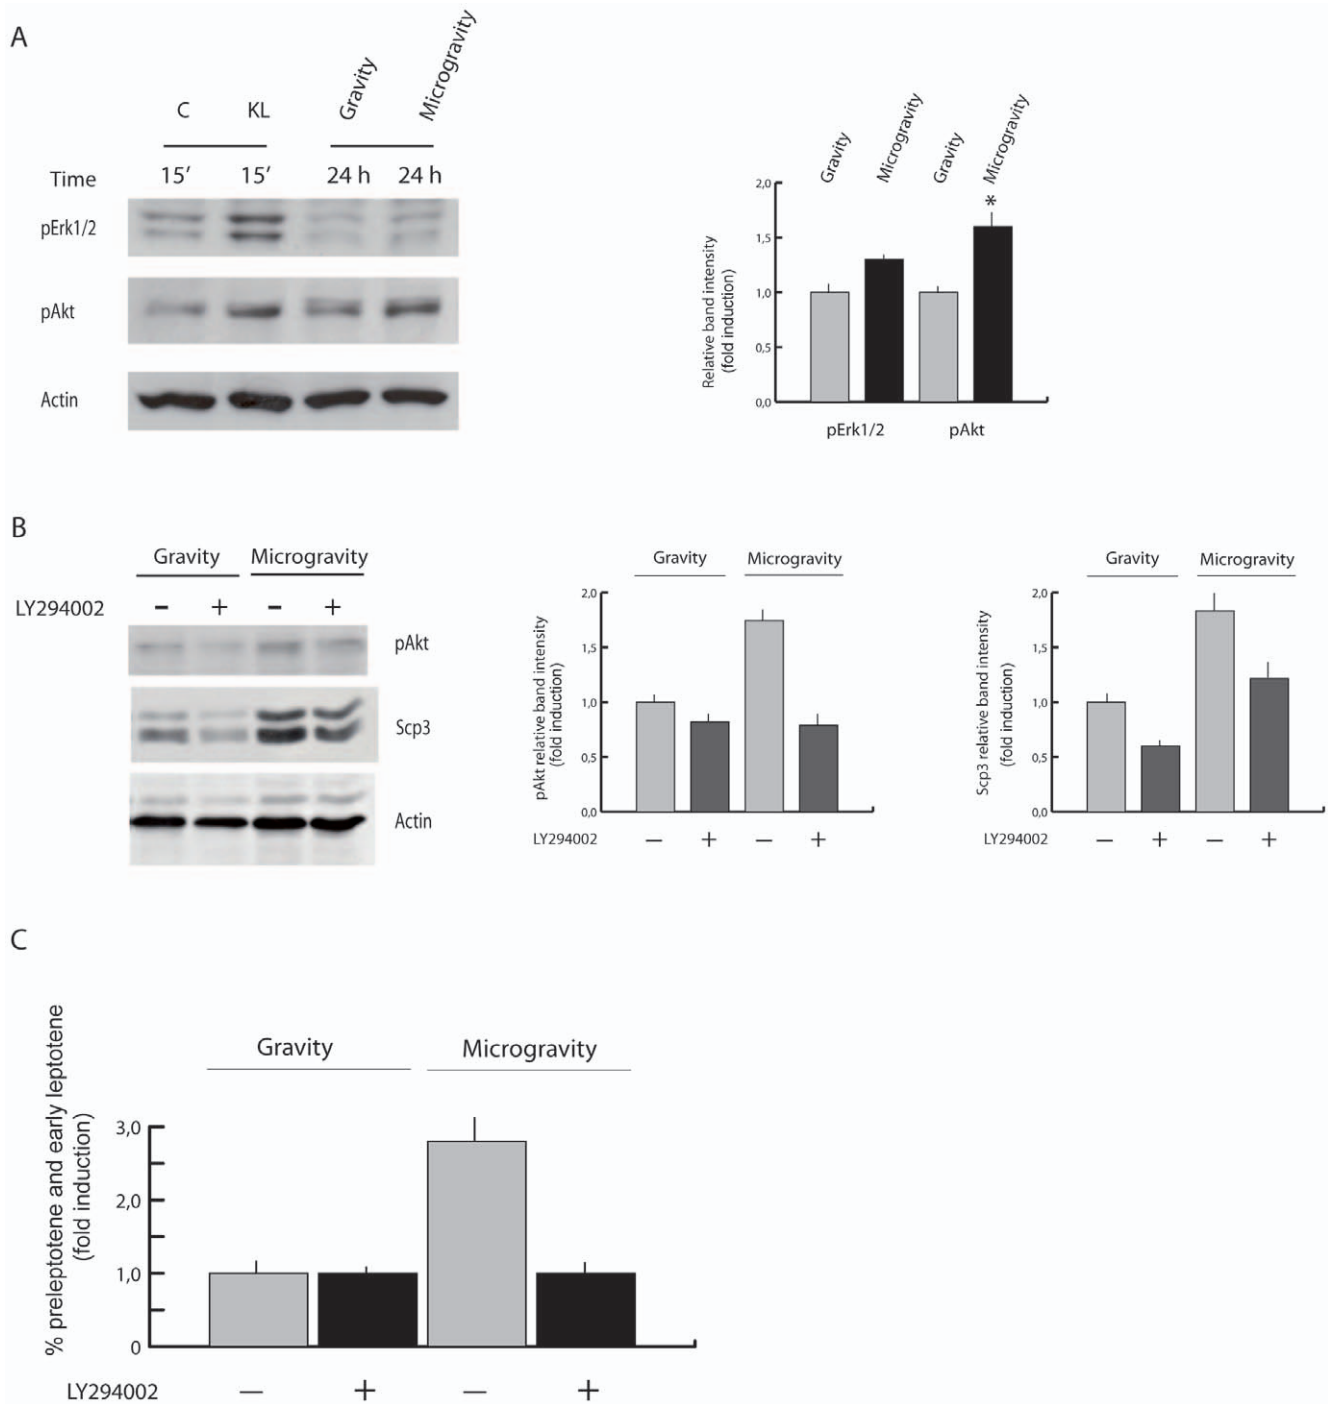 A
C KL Gravity Microgravity
Time 15′ 15′ 24 h 24 h
pErk1/2
pAkt
Actin
Gravity Microgravity Gravity Microgravity
*
Relative band intensity
(fold induction)
2,0
1,5
1,0
0,5
0,0
pErk1/2 pAkt
B
Gravity Microgravity
LY294002 – + – +
pAkt
Scp3
Actin
Gravity Microgravity
pAkt relative band intensity
(fold induction)
2,0
1,5
1,0
0,5
0,0
LY294002 — + — +
Gravity Microgravity
Scp3 relative band intensity
(fold induction)
2,0
1,5
1,0
0,5
0,0
LY294002 — + — +
C
Gravity Microgravity
% preleptotene and early leptotene
(fold induction)
3,0
2,0
1,0
0
LY294002 — + — +